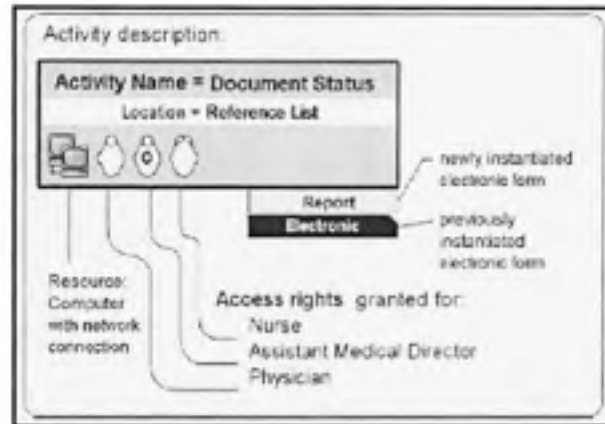 Activity description:
Activity Name = Document Status
Location = Reference List
Report
Electronic
newly instantiated
electronic form
previously
instantiated
electronic form
Resource:
Computer
with network
connection
Access rights granted for:
Nurse
Assistant Medical Director
Physician